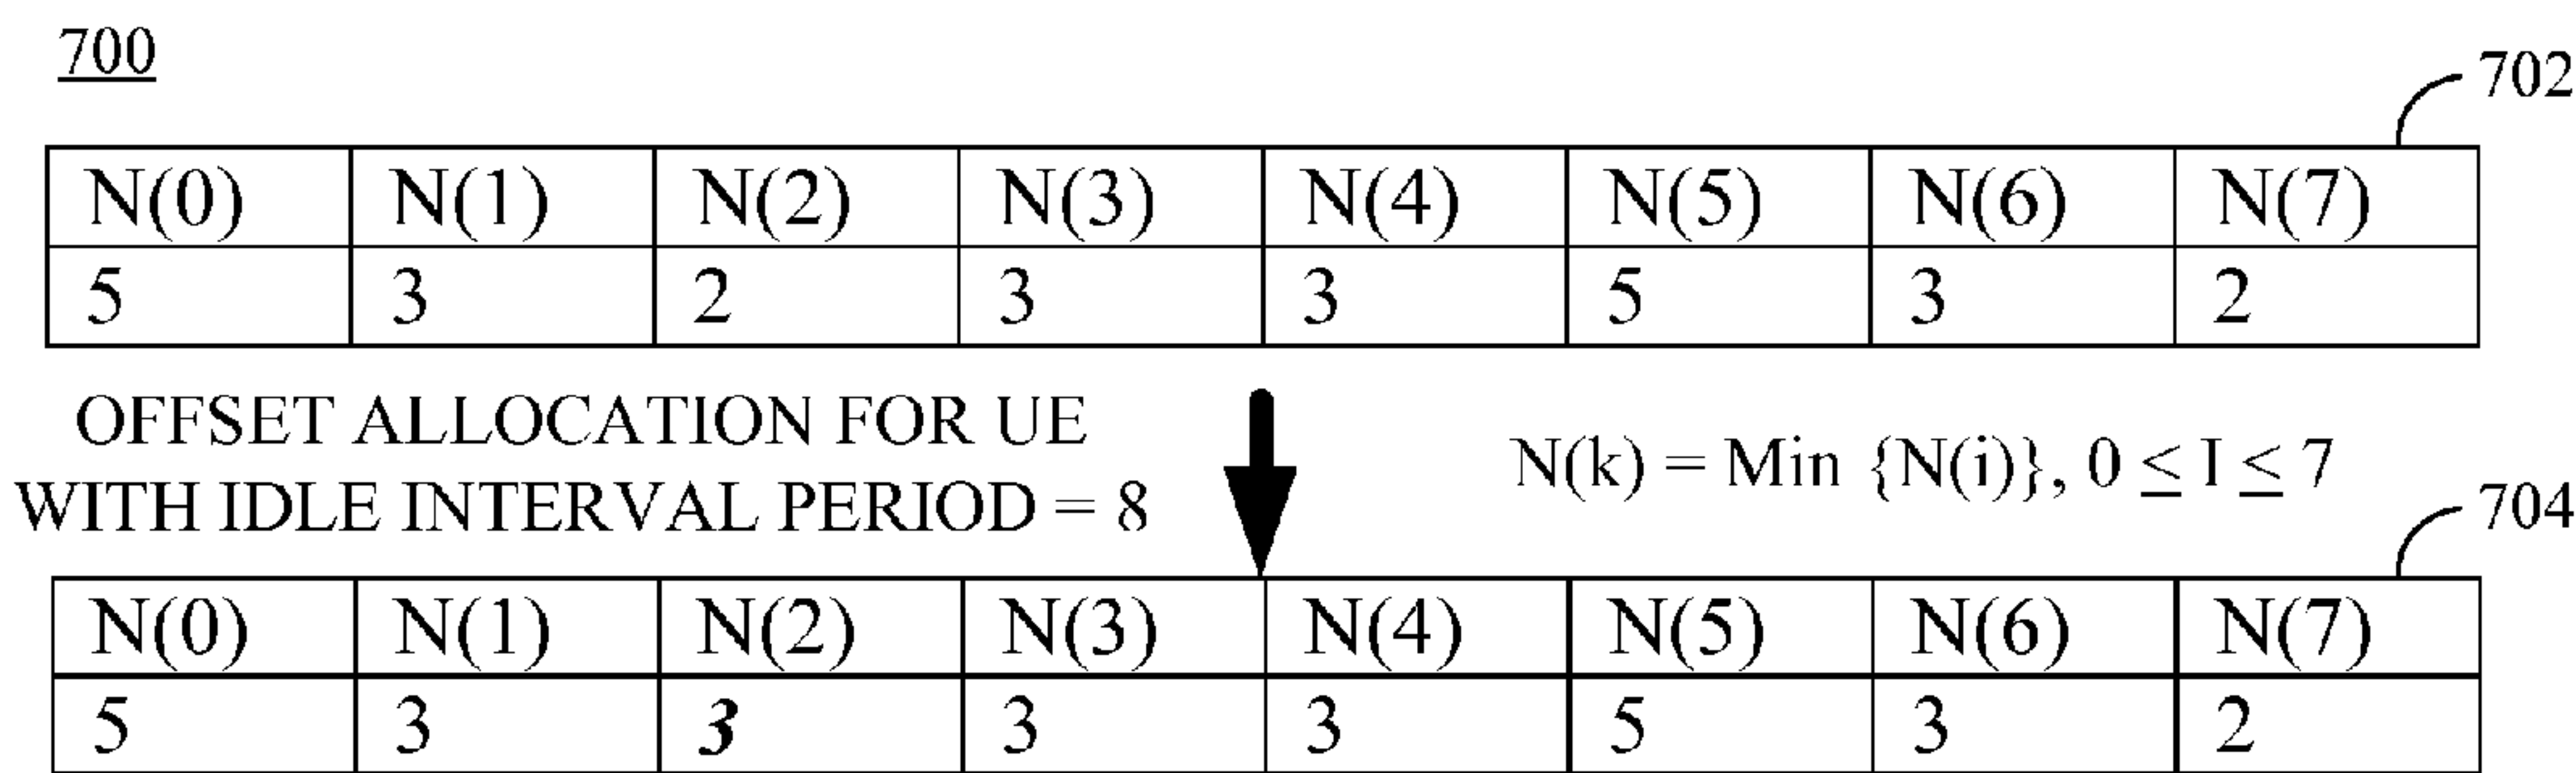 700
702
N(0) N(1) N(2) N(3) N(4) N(5) N(6) N(7)
5 3 2 3 3 5 3 2
OFFSET ALLOCATION FOR UE
WITH IDLE INTERVAL PERIOD = 8
N(k) = Min {N(i)}, 0 ≤ I ≤ 7
704
N(0) N(1) N(2) N(3) N(4) N(5) N(6) N(7)
5 3 3 3 3 5 3 2